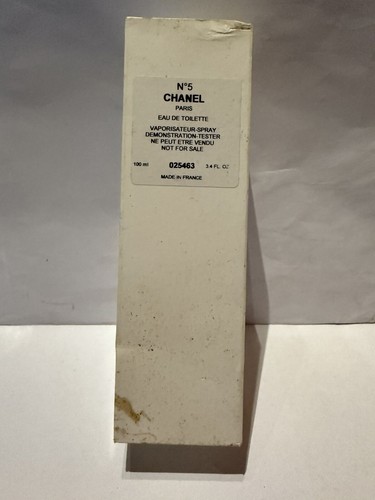 N°5
CHANEL
PARIS
EAU DE TOILETTE
VAPORISATEUR-SPRAY
DEMONSTRATION-TESTER
NE PEUT ETRE VENDU
NOT FOR SALE
100 ml 025463 3.4 FL. OZ.
MADE IN FRANCE